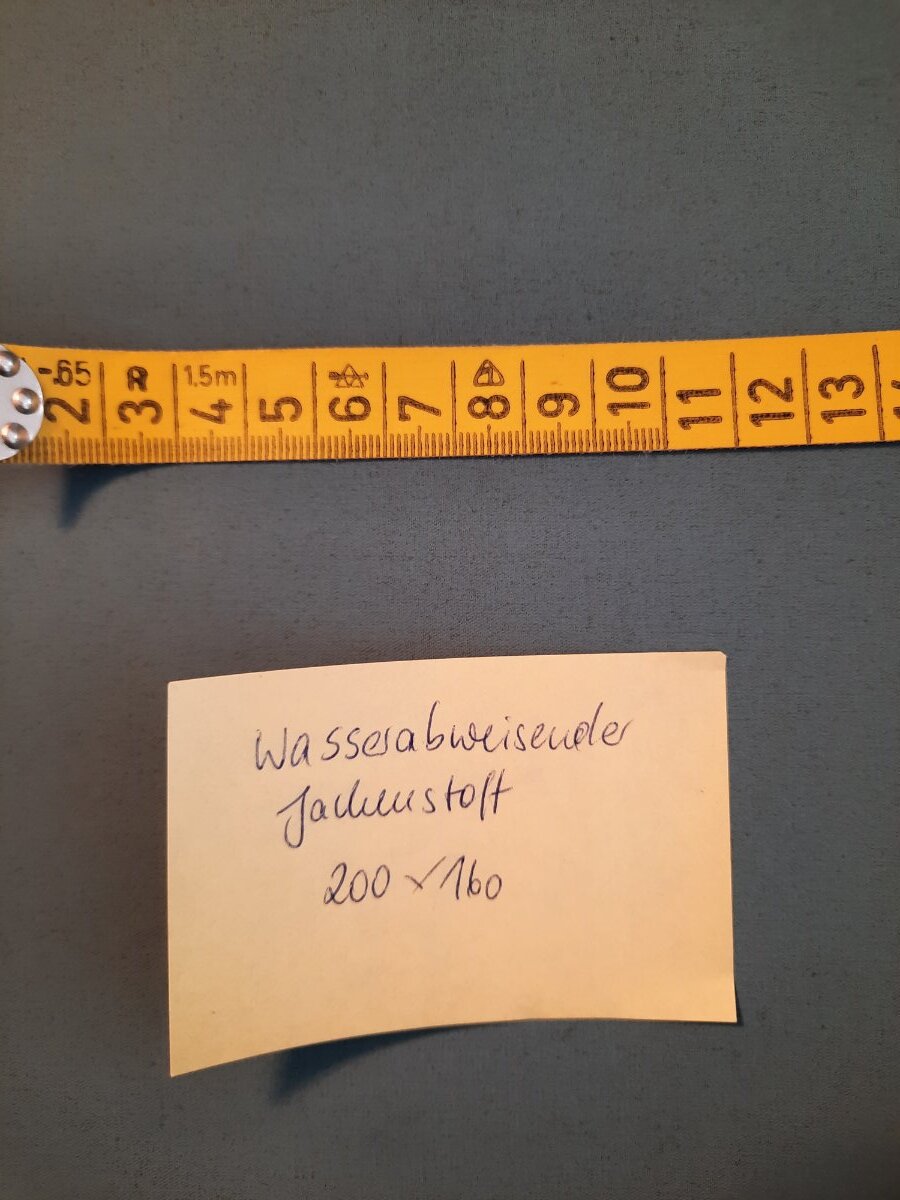 -.65 R 1.5m
2 3 4 5 6 7 8 9 10 11 12 13
Wasserabweisender
Jackenstoff
200 x 160